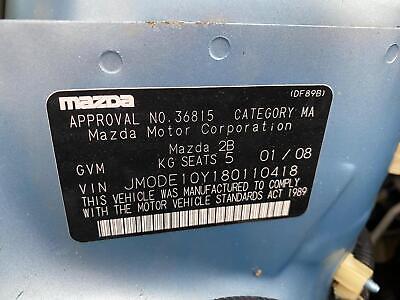 mazda
(DF89B)
APPROVAL NO.36815 CATEGORY MA
Mazda Motor Corporation
Mazda 2B
GVM KG SEATS 5 01/08
VIN JM0DE10Y180110418
THIS VEHICLE WAS MANUFACTURED TO COMPLY
WITH THE MOTOR VEHICLE STANDARDS ACT 1989